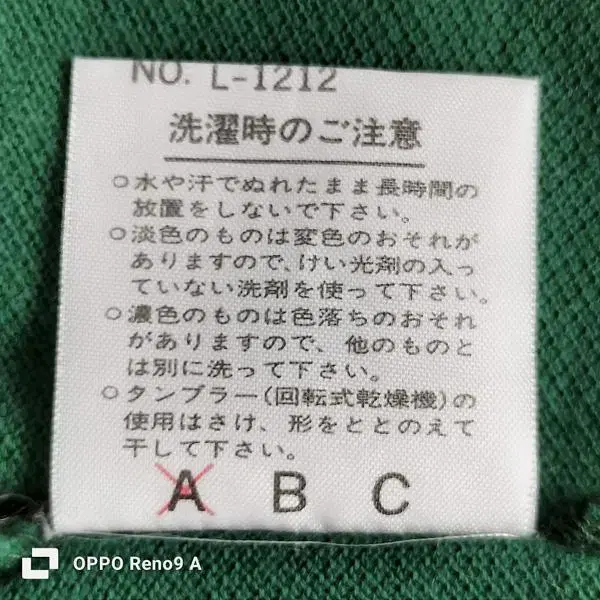 NO. L-1212
洗濯時のご注意
○水や汗でぬれたまま長時間の
放置をしないで下さい。
○淡色のものは変色のおそれが
ありますので、けい光剤の入っ
ていない洗剤を使って下さい。
○濃色のものは色落ちのおそれ
がありますので、他のものと
は別に洗って下さい。
○タンブラー(回転式乾燥機)の
使用はさけ、形をととのえて
干して下さい。
A B C
OPPO Reno9 A